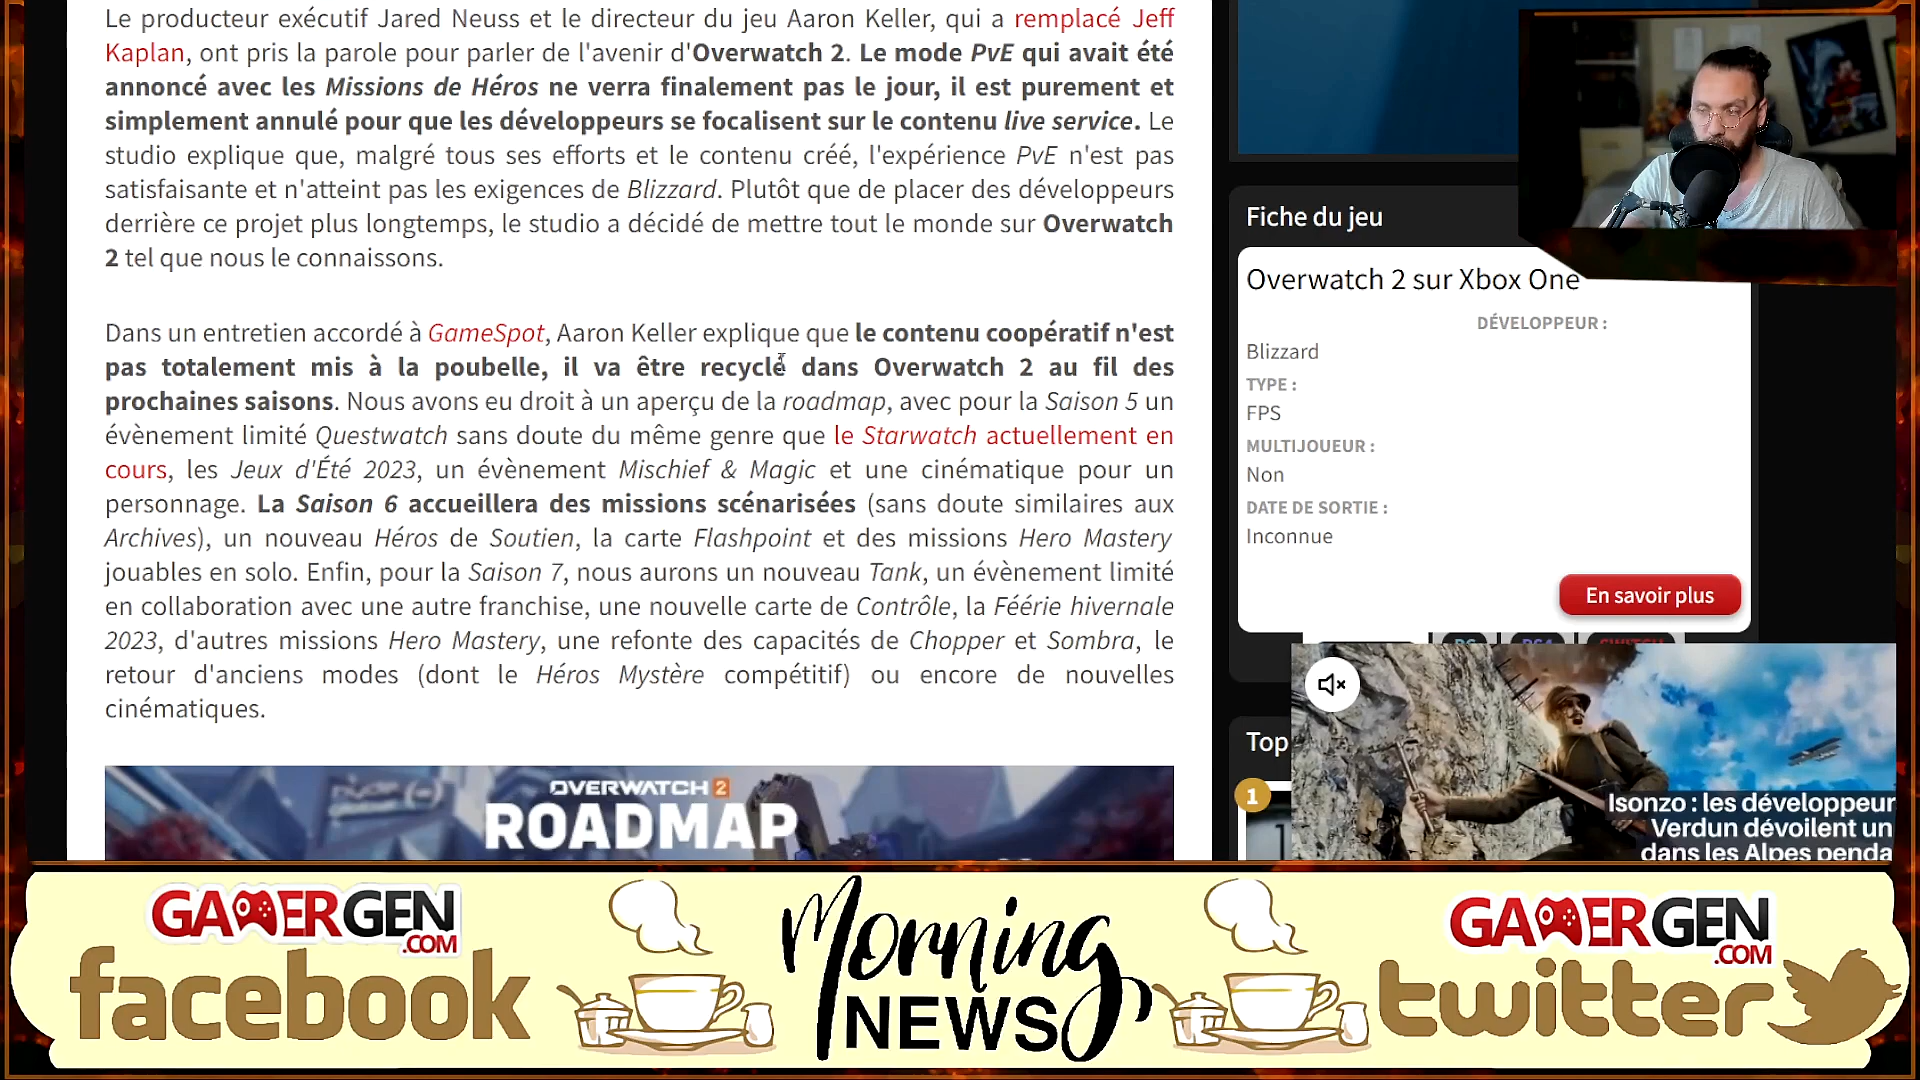 Le producteur exécutif Jared Neuss et le directeur du jeu Aaron Keller, qui a remplacé Jeff
Kaplan, ont pris la parole pour parler de l'avenir d'Overwatch 2. Le mode PvE qui avait été
annoncé avec les Missions de Héros ne verra finalement pas le jour, il est purement et
simplement annulé pour que les développeurs se focalisent sur le contenu live service. Le
studio explique que, malgré tous ses efforts et le contenu créé, l'expérience PvE n'est pas
satisfaisante et n'atteint pas les exigences de Blizzard. Plutôt que de placer des développeurs
derrière ce projet plus longtemps, le studio a décidé de mettre tout le monde sur Overwatch
2 tel que nous le connaissons.
Dans un entretien accordé à GameSpot, Aaron Keller explique que le contenu coopératif n'est
pas totalement mis à la poubelle, il va être recyclé dans Overwatch 2 au fil des
prochaines saisons. Nous avons eu droit à un aperçu de la roadmap, avec pour la Saison 5 un
évènement limité Questwatch sans doute du même genre que le Starwatch actuellement en
cours, les Jeux d'Été 2023, un évènement Mischief & Magic et une cinématique pour un
personnage. La Saison 6 accueillera des missions scénarisées (sans doute similaires aux
Archives), un nouveau Héros de Soutien, la carte Flashpoint et des missions Hero Mastery
jouables en solo. Enfin, pour la Saison 7, nous aurons un nouveau Tank, un évènement limité
en collaboration avec une autre franchise, une nouvelle carte de Contrôle, la Féérie hivernale
2023, d'autres missions Hero Mastery, une refonte des capacités de Chopper et Sombra, le
retour d'anciens modes (dont le Héros Mystère compétitif) ou encore de nouvelles
cinématiques.
OVERWATCH 2
ROADMAP
Fiche du jeu
Overwatch 2 sur Xbox One
DÉVELOPPEUR :
Blizzard
TYPE :
FPS
MULTIJOUEUR :
Non
DATE DE SORTIE :
Inconnue
En savoir plus
PC PS4 SWITCH
Top
1
Isonzo : les développeur
Verdun dévoilent un
dans les Alpes penda
GAMERGEN
.COM
facebook
Morning
NEWS
GAMERGEN
.COM
twitter